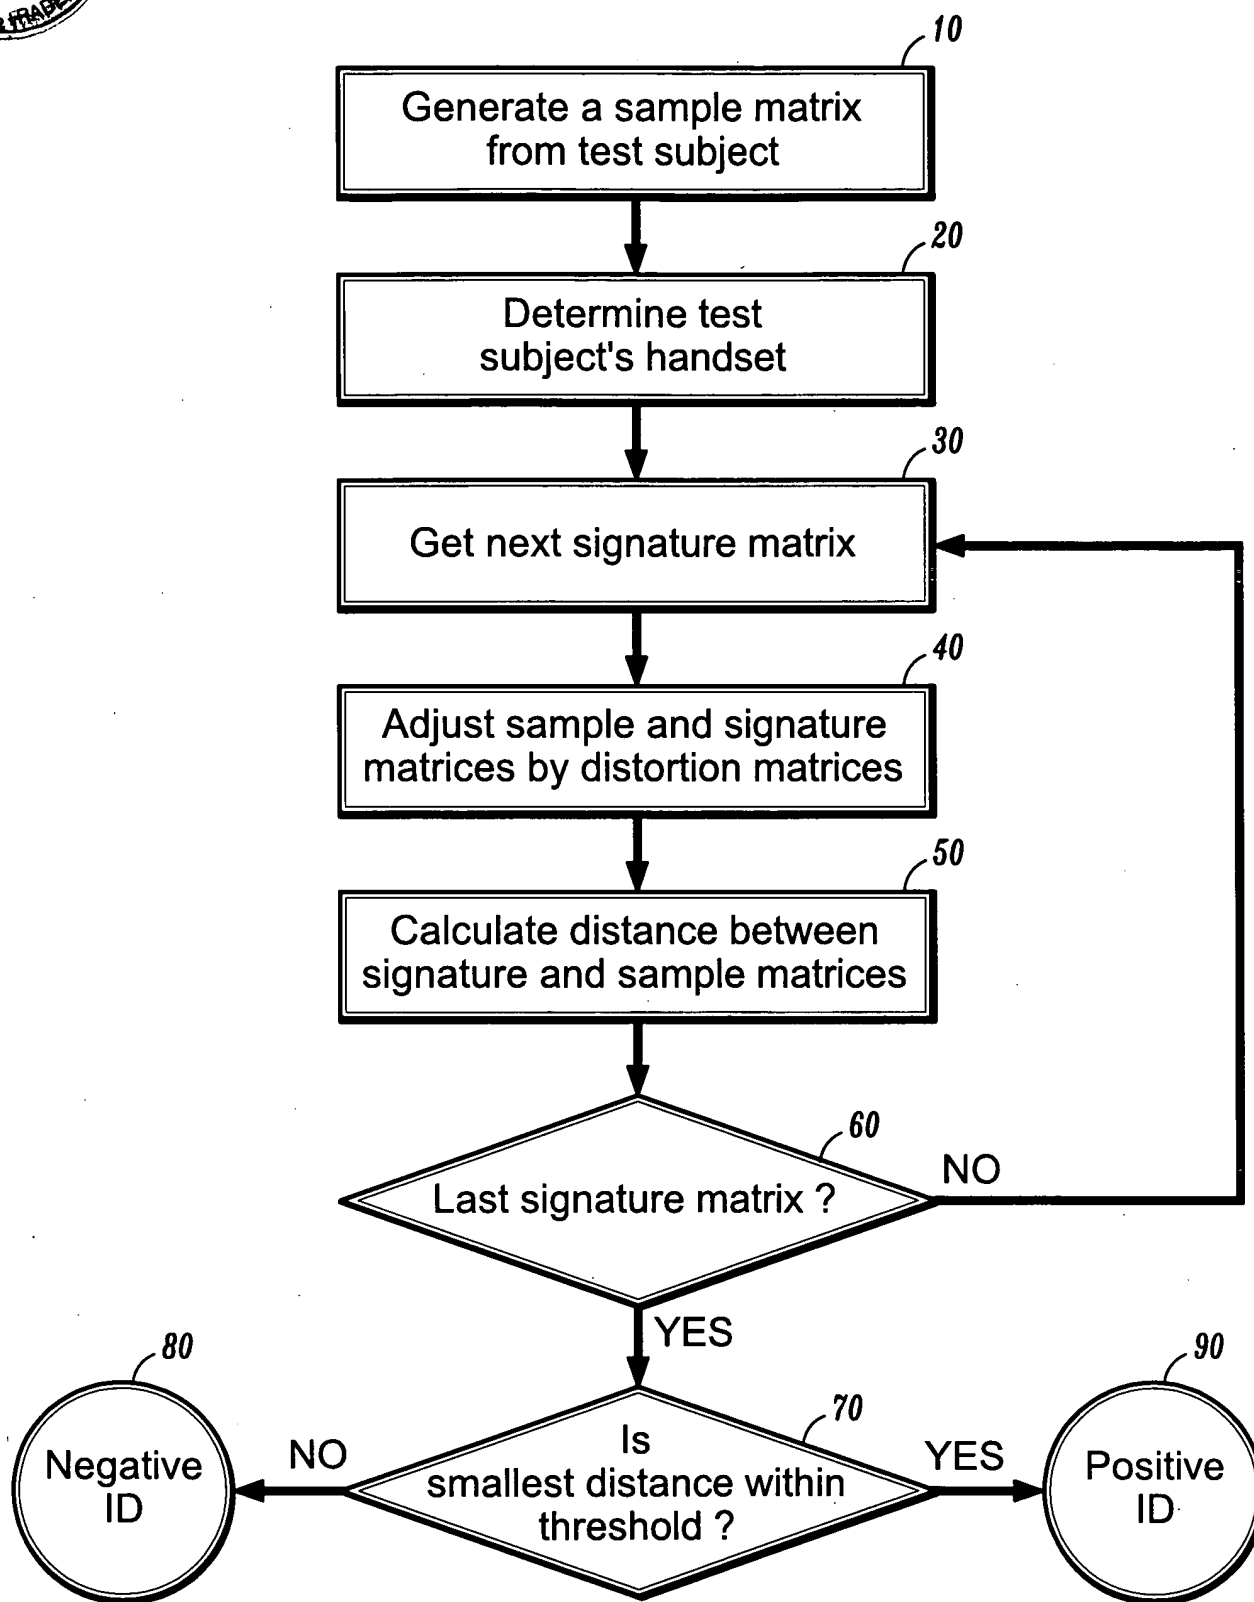 10
Generate a sample matrix
from test subject
20
Determine test
subject's handset
30
Get next signature matrix
40
Adjust sample and signature
matrices by distortion matrices
50
Calculate distance between
signature and sample matrices
60
Last signature matrix ?
NO
YES
70
Is
smallest distance within
threshold ?
NO
YES
80
Negative
ID
90
Positive
ID